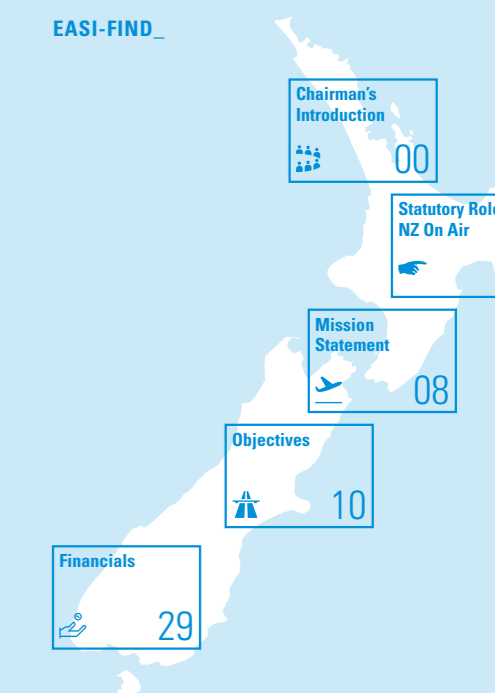 EASI-FIND_
Chairman's
Introduction
00
Statutory Role
NZ On Air
Mission
Statement
08
Objectives
10
Financials
29